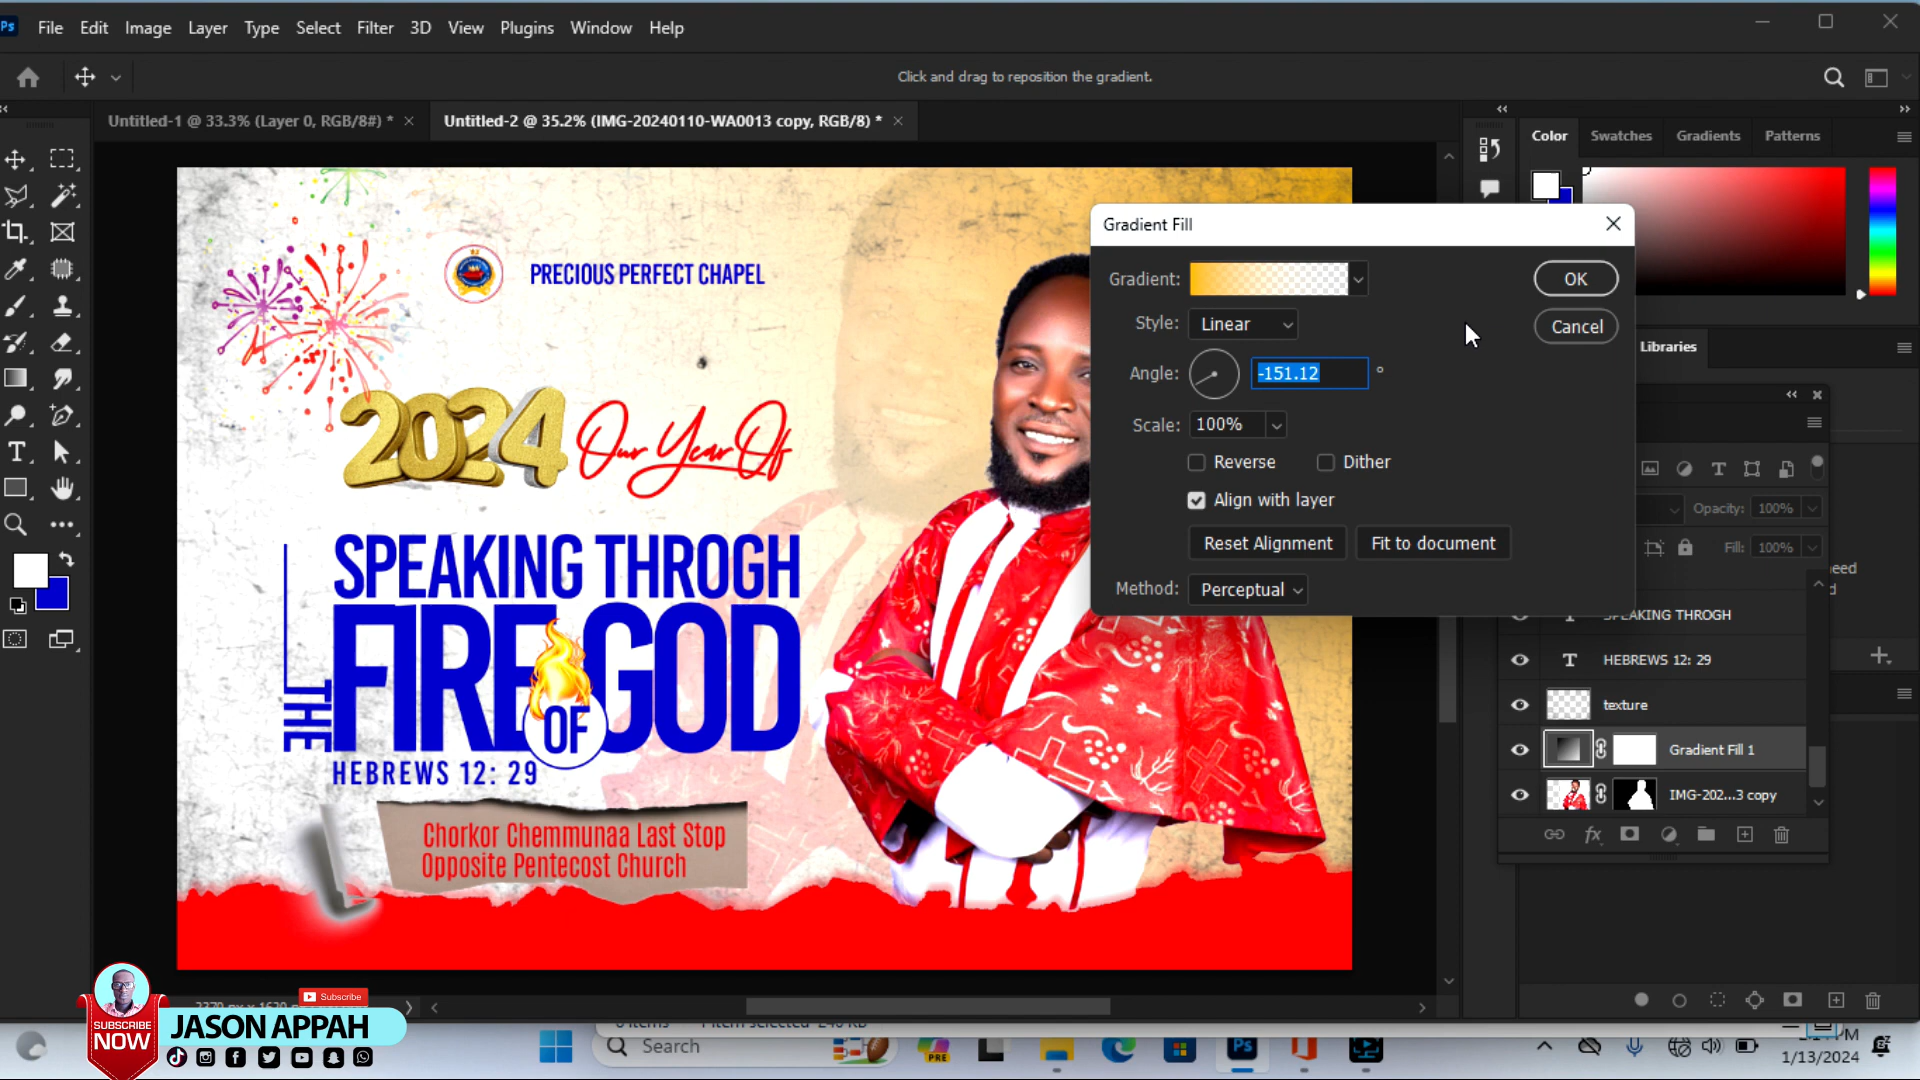 Ps File Edit Image Layer Type Select Filter 3D View Plugins Window Help
Click and drag to reposition the gradient.
Untitled-1 @ 33.3% (Layer 0, RGB/8#) * ×
Untitled-2 @ 35.2% (IMG-20240110-WA0013 copy, RGB/8) * ×
Color Swatches Gradients Patterns
PRECIOUS PERFECT CHAPEL
2024 Our Year Of
SPEAKING THROGH
THE FIRE OF GOD
HEBREWS 12: 29
Chorkor Chemmunaa Last Stop
Opposite Pentecost Church
Gradient Fill
Gradient:
OK
Style: Linear
Cancel
Angle: -151.12 °
Scale: 100%
Reverse Dither
Align with layer
Reset Alignment Fit to document
Method: Perceptual
Libraries
Opacity: 100%
Fill: 100%
SPEAKING THROGH
HEBREWS 12: 29
texture
Gradient Fill 1
IMG-202...3 copy
Subscribe
SUBSCRIBE
NOW
JASON APPAH
Search
PRE
Ps
1/13/2024